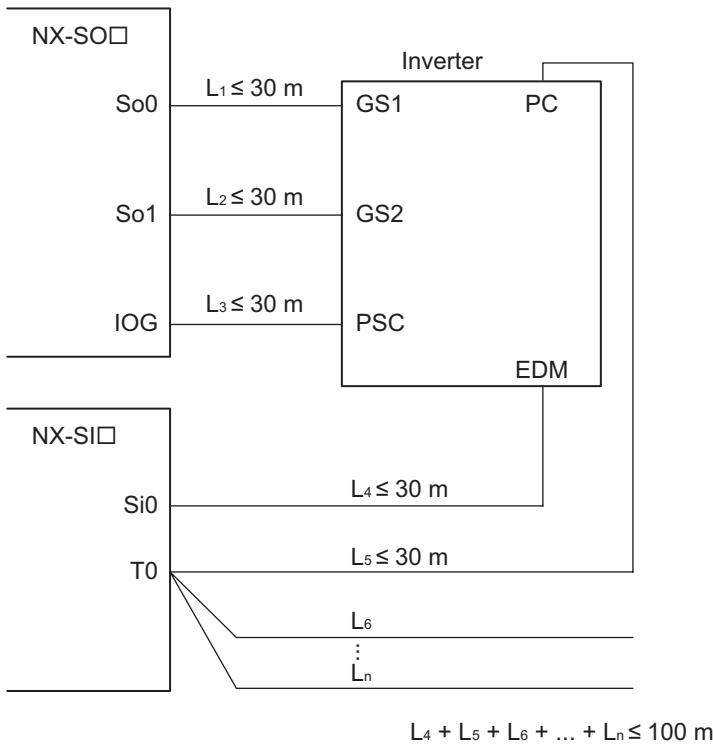 NX-SO□
Inverter
So0
L₁ ≤ 30 m
GS1
PC
So1
L₂ ≤ 30 m
GS2
IOG
L₃ ≤ 30 m
PSC
EDM
NX-SI□
Si0
L₄ ≤ 30 m
T0
L₅ ≤ 30 m
L₆
⋮
Lₙ
L₄ + L₅ + L₆ + ... + Lₙ ≤ 100 m